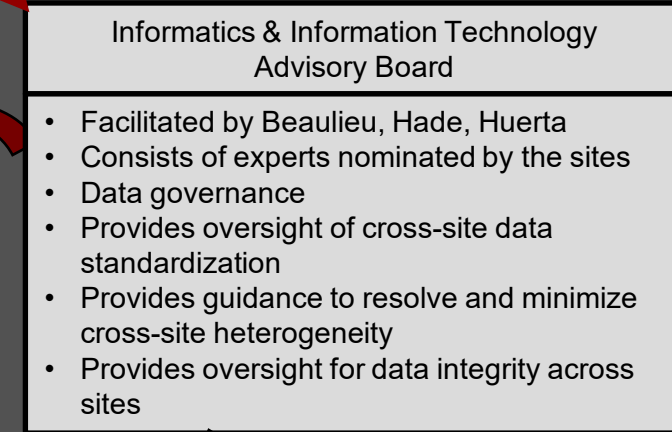 Informatics & Information Technology
Advisory Board
• Facilitated by Beaulieu, Hade, Huerta
• Consists of experts nominated by the sites
• Data governance
• Provides oversight of cross-site data
standardization
• Provides guidance to resolve and minimize
cross-site heterogeneity
• Provides oversight for data integrity across
sites